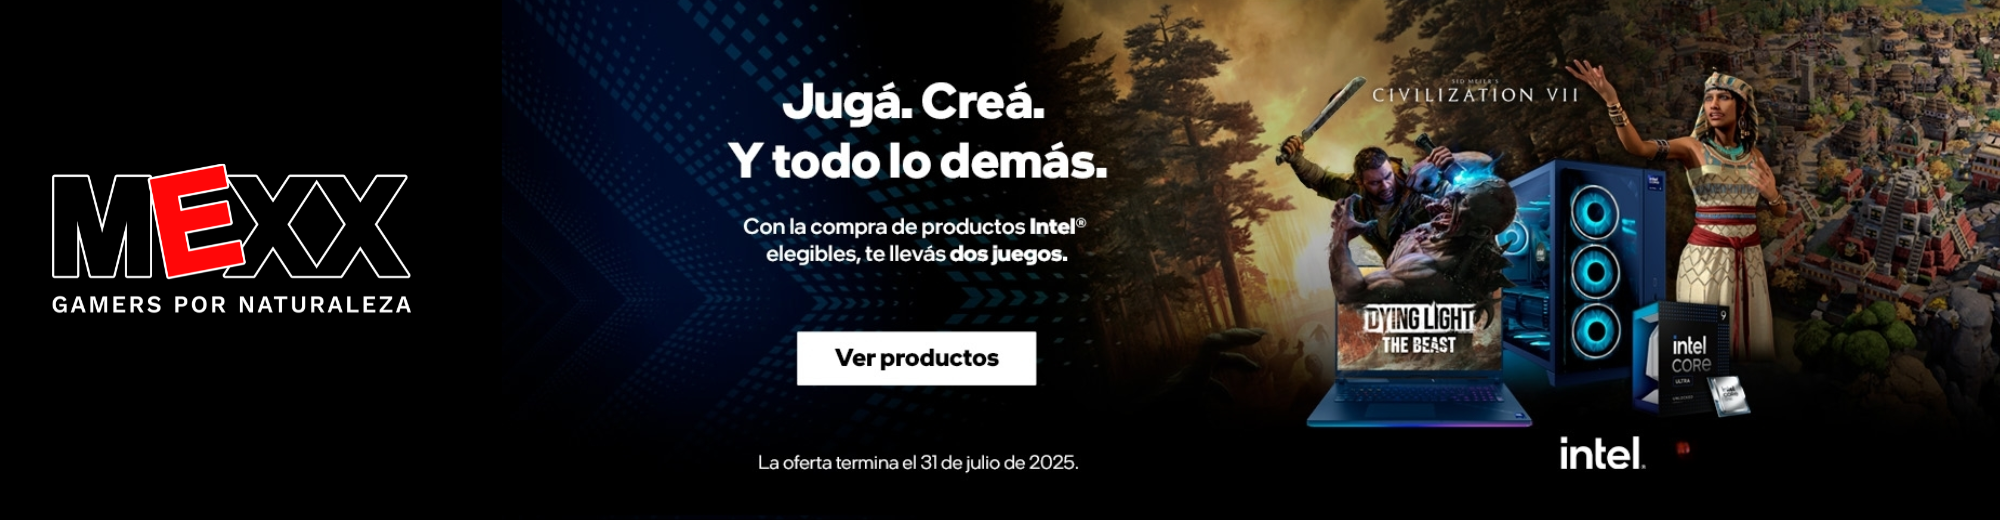 MEXX
GAMERS POR NATURALEZA
Jugá. Creá.
Y todo lo demás.
Con la compra de productos Intel®
elegibles, te llevás dos juegos.
Ver productos
La oferta termina el 31 de julio de 2025.
SID MEIER'S
CIVILIZATION VII
DYING LIGHT
THE BEAST
9
intel
CORE
ULTRA
intel.